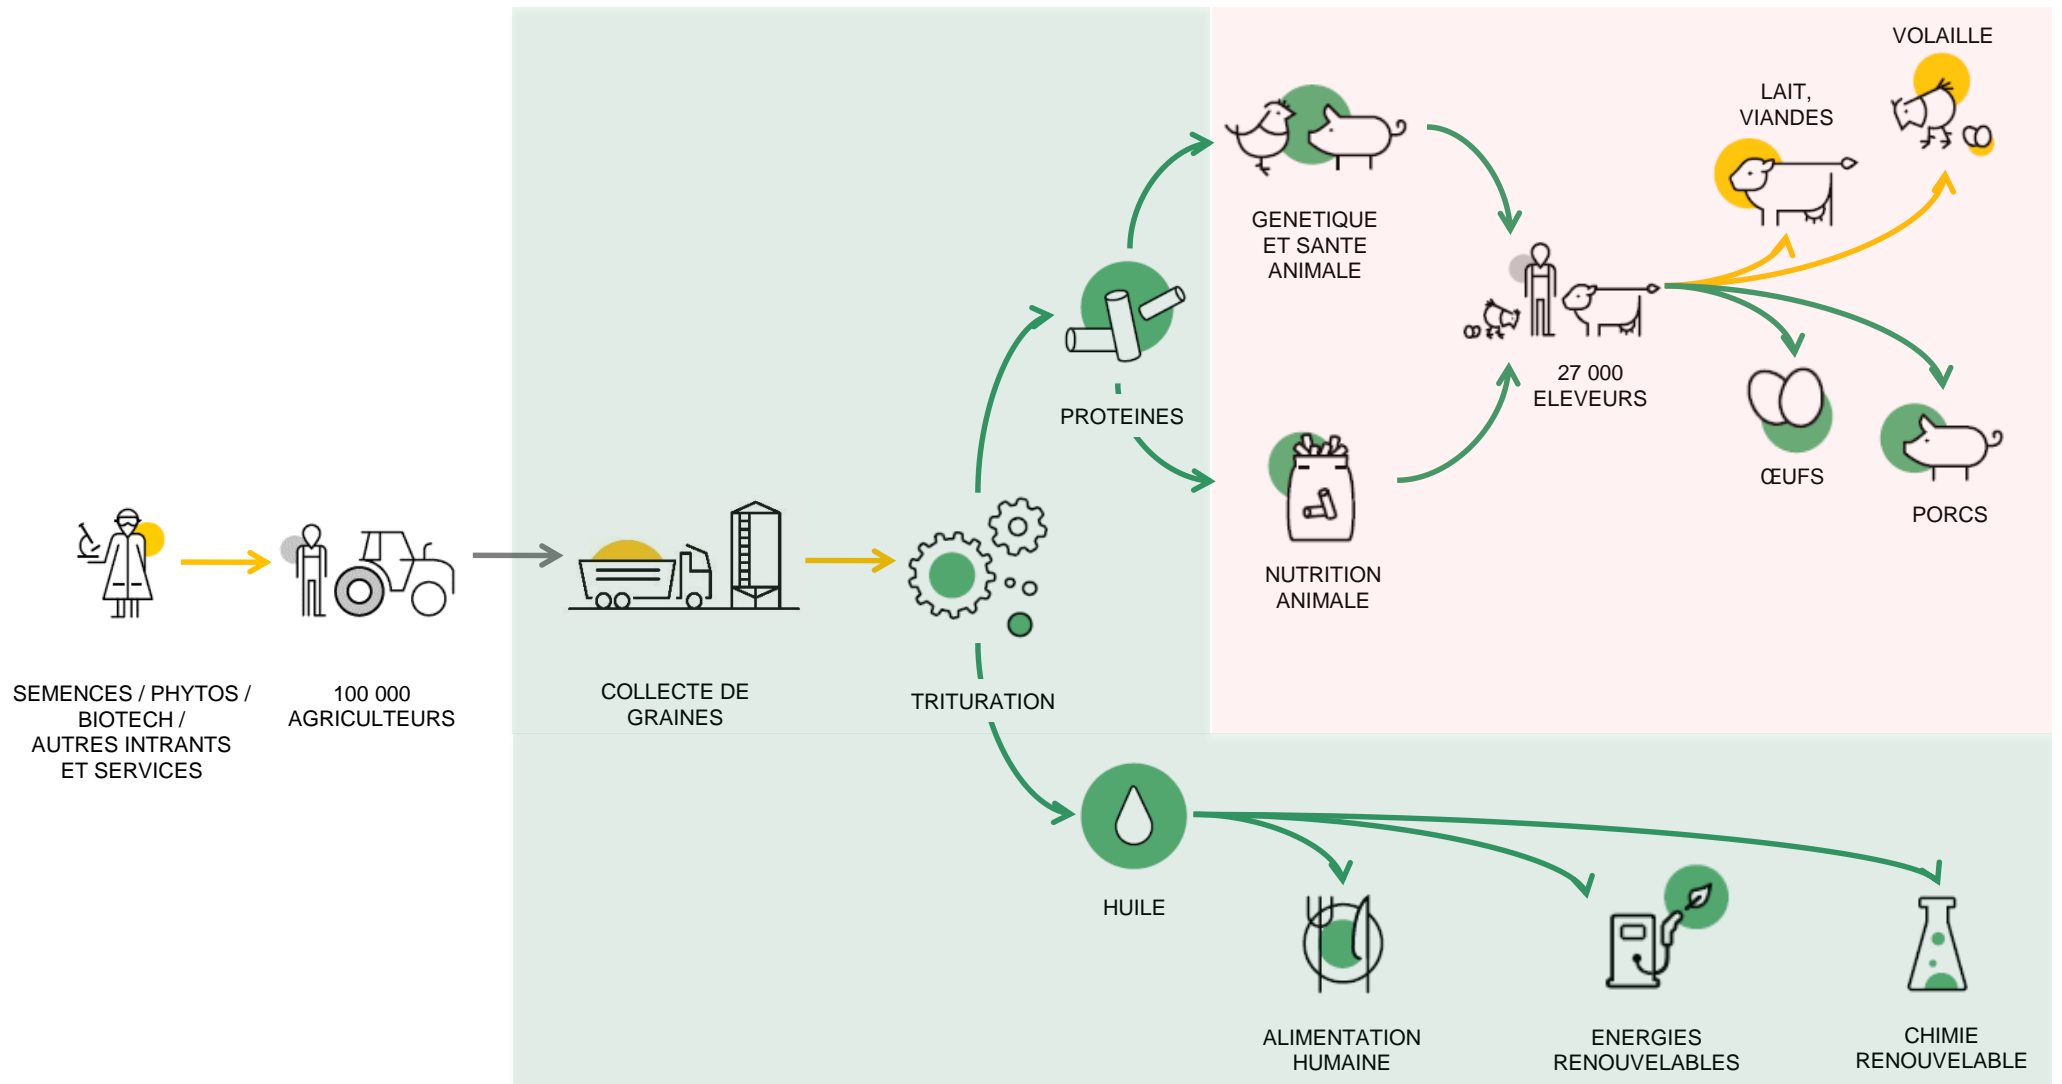 VOLAILLE
LAIT,
VIANDES
GENETIQUE
ET SANTE
ANIMALE
27 000
ELEVEURS
PROTEINES
ŒUFS
PORCS
NUTRITION
ANIMALE
SEMENCES / PHYTOS /
BIOTECH /
AUTRES INTRANTS
ET SERVICES
100 000
AGRICULTEURS
COLLECTE DE
GRAINES
TRITURATION
HUILE
ALIMENTATION
HUMAINE
ENERGIES
RENOUVELABLES
CHIMIE
RENOUVELABLE